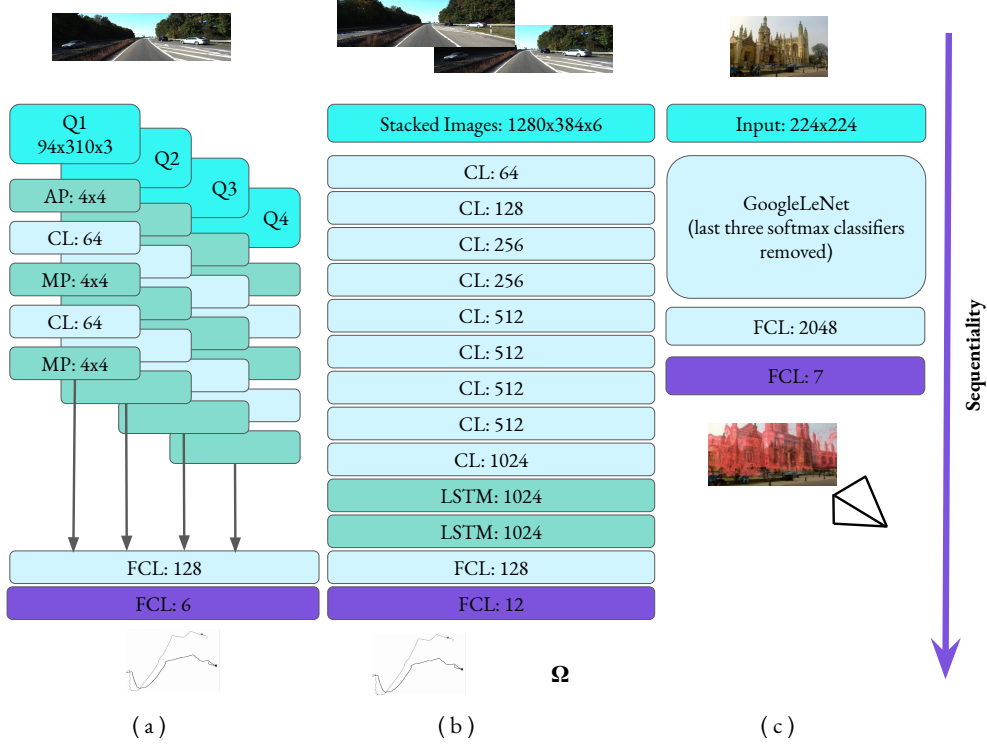 Q1
94x310x3
Q2
Q3
Q4
AP: 4x4
CL: 64
MP: 4x4
CL: 64
MP: 4x4
FCL: 128
FCL: 6
( a )
Stacked Images: 1280x384x6
CL: 64
CL: 128
CL: 256
CL: 256
CL: 512
CL: 512
CL: 512
CL: 512
CL: 1024
LSTM: 1024
LSTM: 1024
FCL: 128
FCL: 12
Ω
( b )
Input: 224x224
GoogleLeNet
(last three softmax classifiers
removed)
FCL: 2048
FCL: 7
( c )
Sequentiality